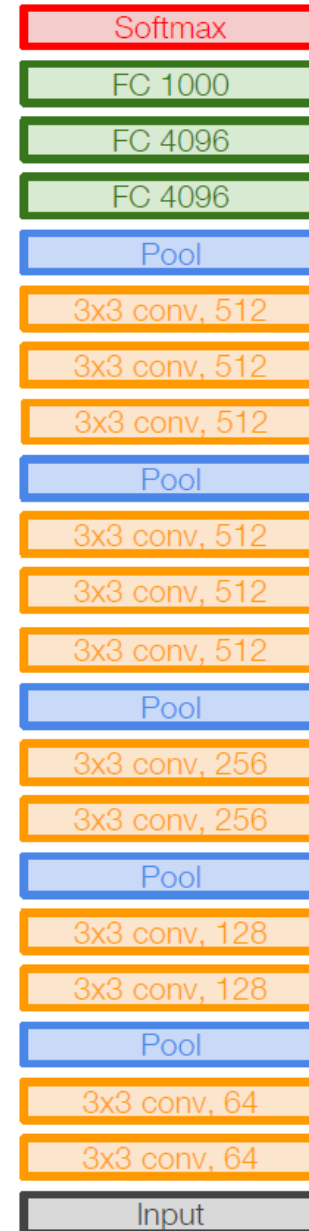 Softmax
FC 1000
FC 4096
FC 4096
Pool
3x3 conv, 512
3x3 conv, 512
3x3 conv, 512
Pool
3x3 conv, 512
3x3 conv, 512
3x3 conv, 512
Pool
3x3 conv, 256
3x3 conv, 256
Pool
3x3 conv, 128
3x3 conv, 128
Pool
3x3 conv, 64
3x3 conv, 64
Input